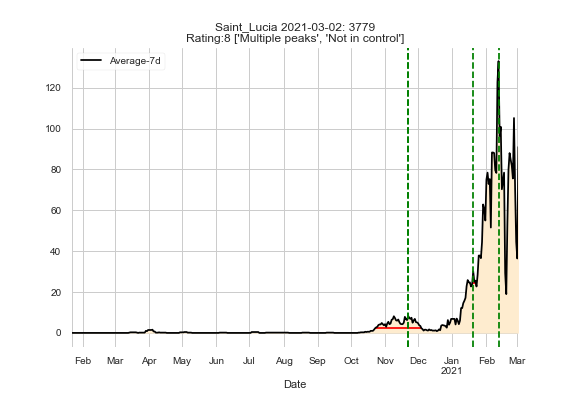 Saint_Lucia 2021-03-02: 3779
Rating:8 ['Multiple peaks', 'Not in control']
Average-7d
120
100
80
60
40
20
0
Feb Mar Apr May Jun Jul Aug Sep Oct Nov Dec Jan Feb Mar
2021
Date